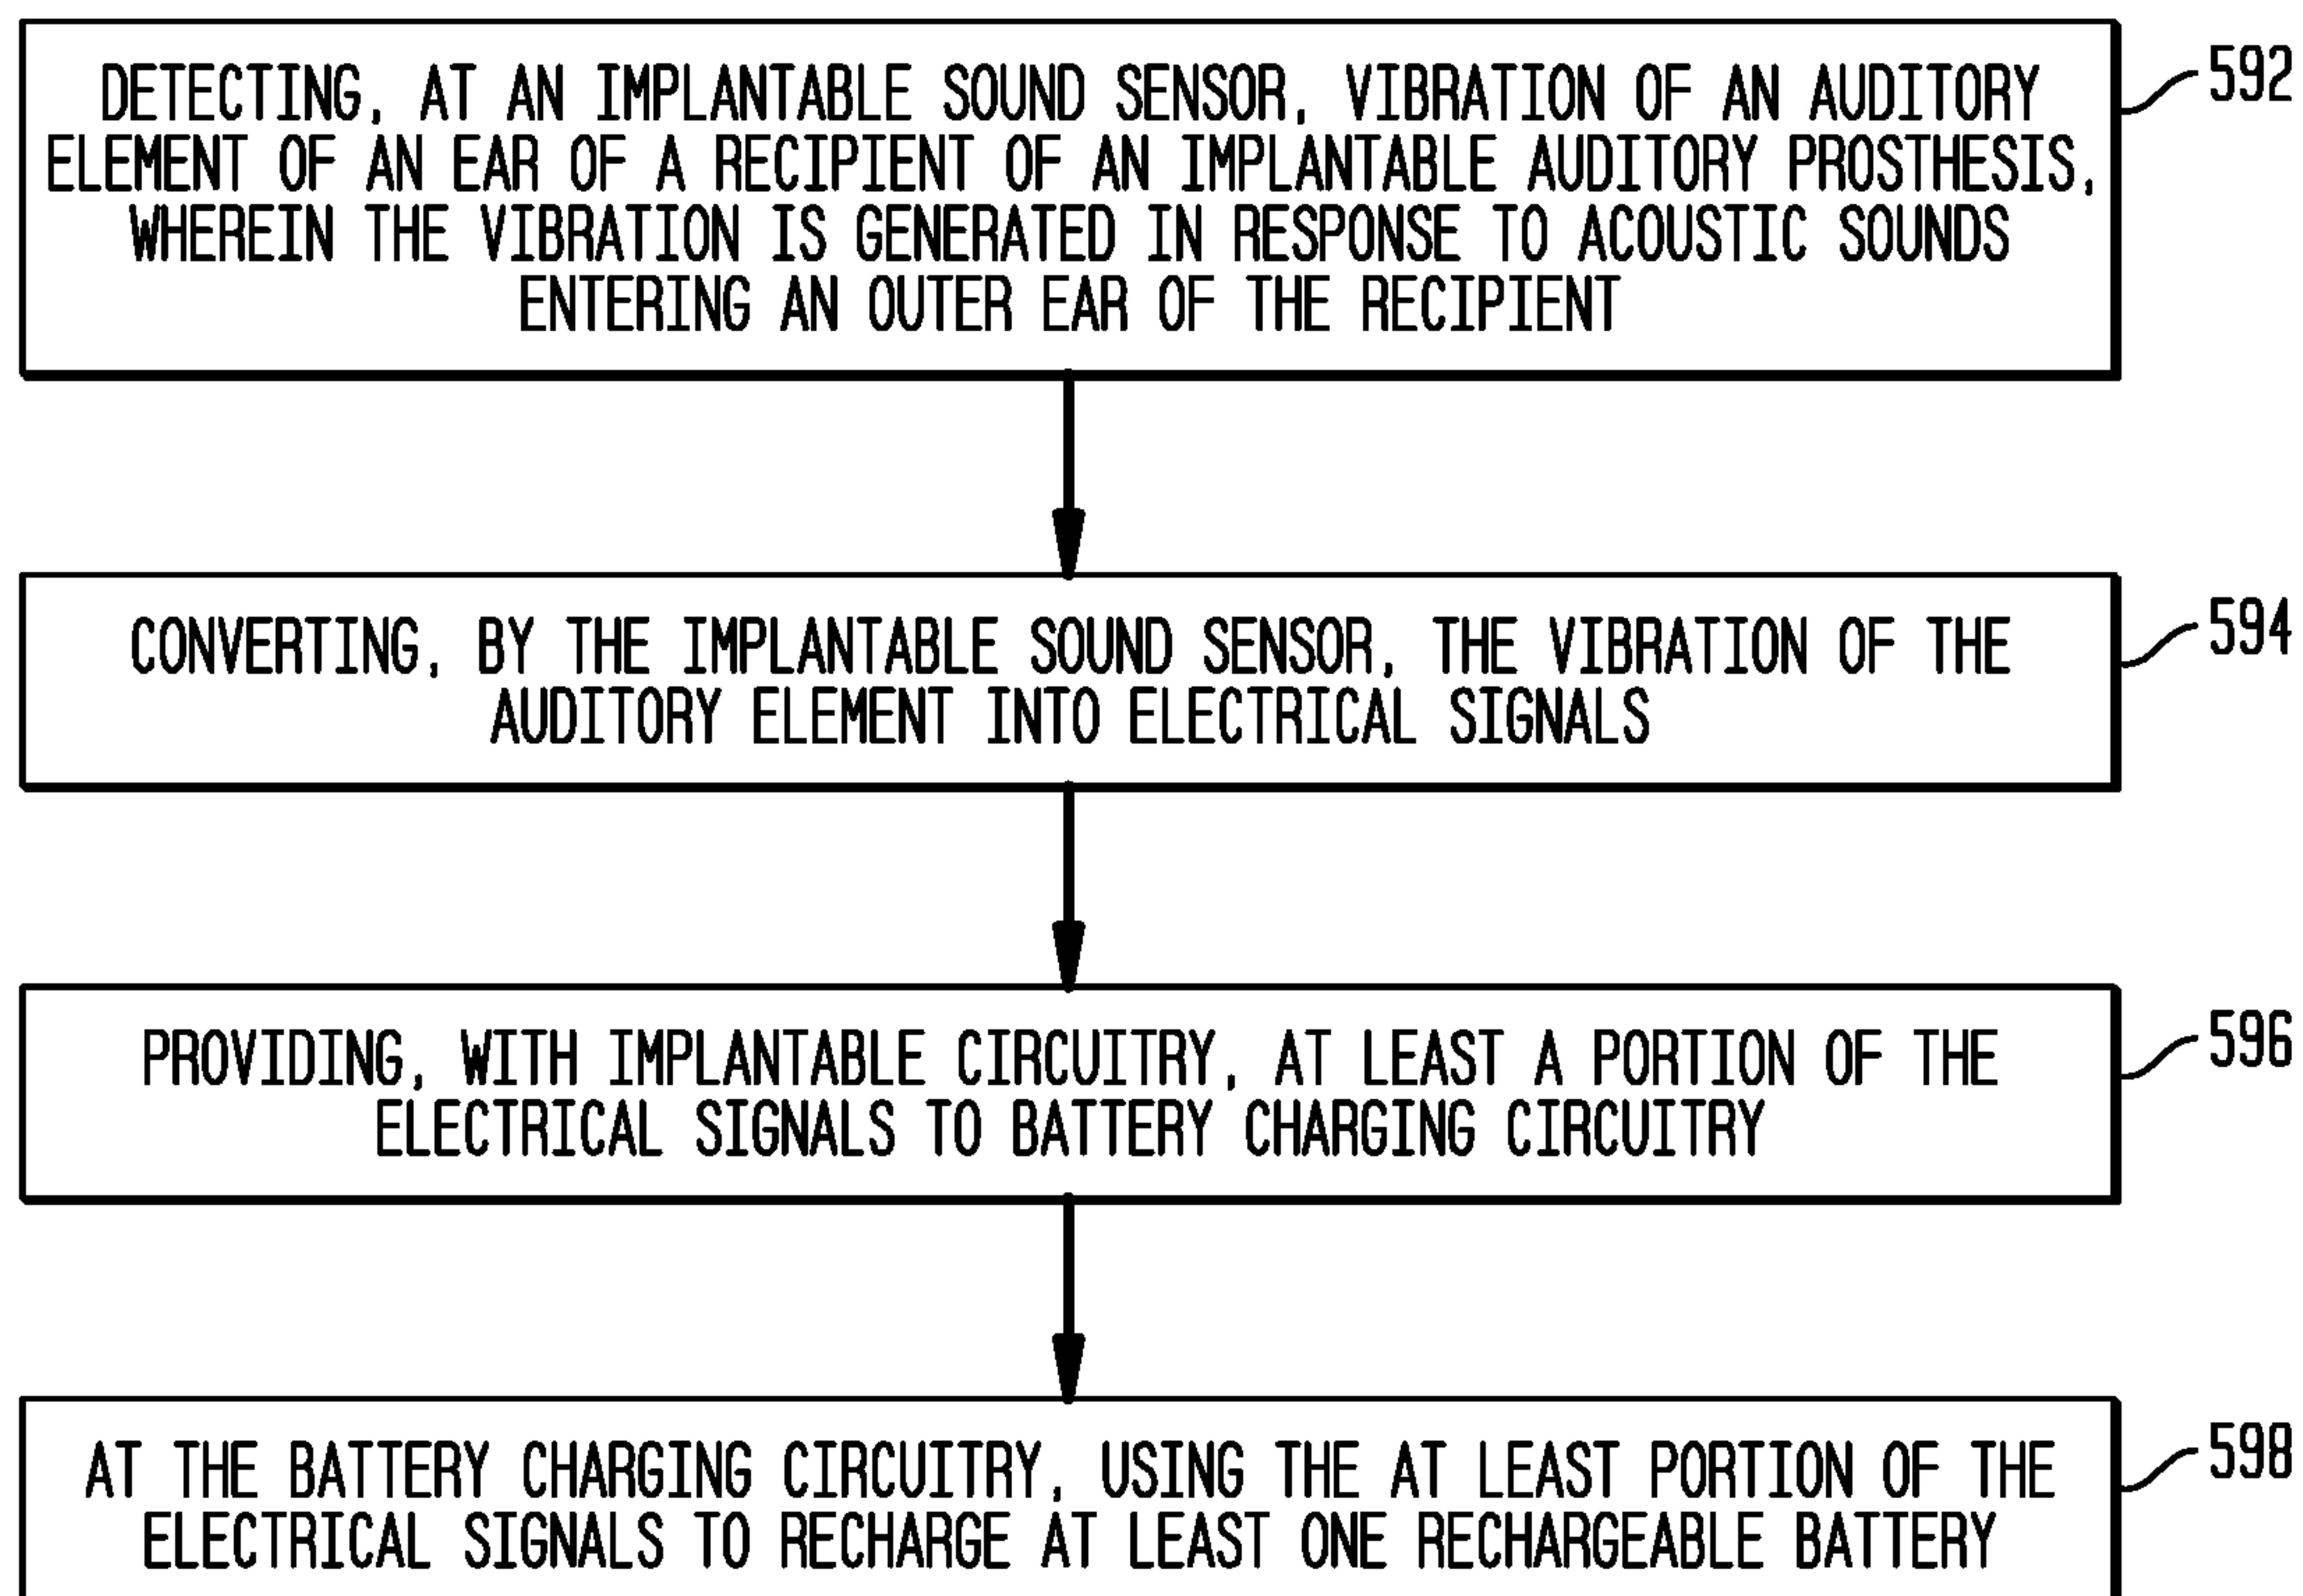 DETECTING, AT AN IMPLANTABLE SOUND SENSOR, VIBRATION OF AN AUDITORY
ELEMENT OF AN EAR OF A RECIPIENT OF AN IMPLANTABLE AUDITORY PROSTHESIS,
WHEREIN THE VIBRATION IS GENERATED IN RESPONSE TO ACOUSTIC SOUNDS
ENTERING AN OUTER EAR OF THE RECIPIENT
592
CONVERTING, BY THE IMPLANTABLE SOUND SENSOR, THE VIBRATION OF THE
AUDITORY ELEMENT INTO ELECTRICAL SIGNALS
594
PROVIDING, WITH IMPLANTABLE CIRCUITRY, AT LEAST A PORTION OF THE
ELECTRICAL SIGNALS TO BATTERY CHARGING CIRCUITRY
596
AT THE BATTERY CHARGING CIRCUITRY, USING THE AT LEAST PORTION OF THE
ELECTRICAL SIGNALS TO RECHARGE AT LEAST ONE RECHARGEABLE BATTERY
598